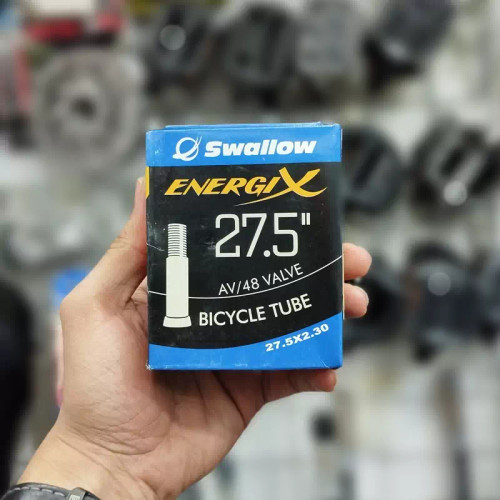 Swallow
ENERGIX
27.5"
AV/48 VALVE
BICYCLE TUBE
27.5X2.30